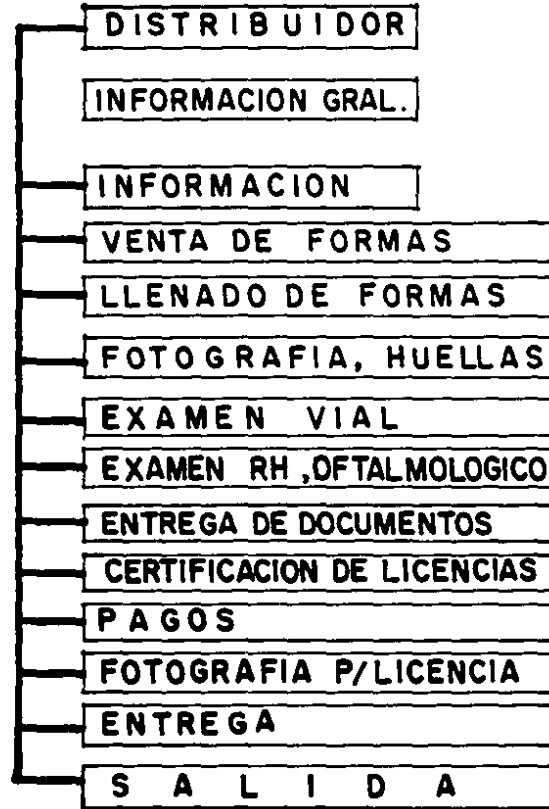 DISTRIBUIDOR
INFORMACION GRAL.
INFORMACION
VENTA DE FORMAS
LLENADO DE FORMAS
FOTOGRAFIA, HUELLAS
EXAMEN VIAL
EXAMEN RH ,OFTALMOLOGICO
ENTREGA DE DOCUMENTOS
CERTIFICACION DE LICENCIAS
PAGOS
FOTOGRAFIA P/LICENCIA
ENTREGA
SALIDA